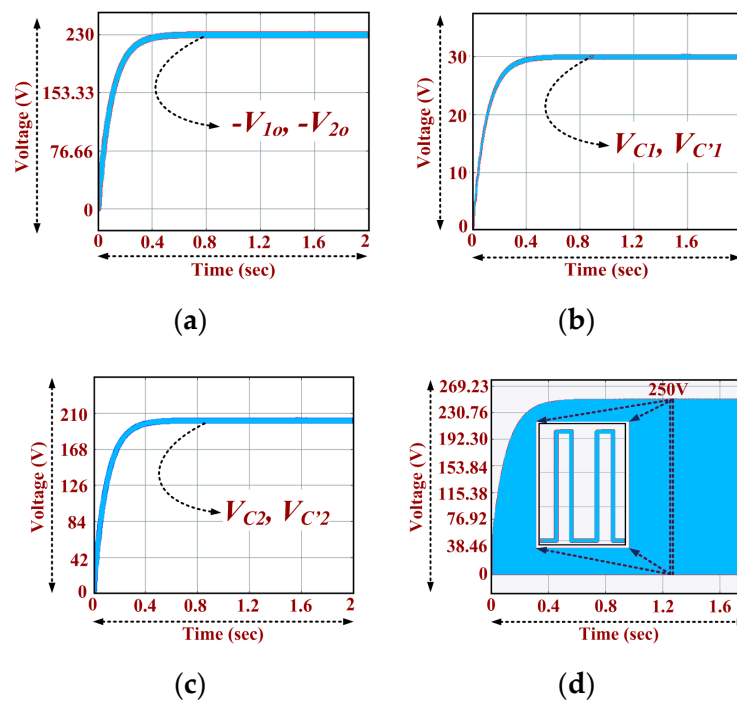 Voltage (V)
230
153.33
76.66
0
-V1o, -V2o
0 0.4 0.8 1.2 1.6 2
Time (sec)
(a)
Voltage (V)
30
20
10
0
VC1, VC'1
0 0.4 0.8 1.2 1.6
Time (sec)
(b)
Voltage (V)
210
168
126
84
42
0
VC2, VC'2
0 0.4 0.8 1.2 1.6 2
Time (sec)
(c)
Voltage (V)
269.23
230.76
192.30
153.84
115.38
76.92
38.46
0
250V
0 0.4 0.8 1.2 1.6
Time (sec)
(d)